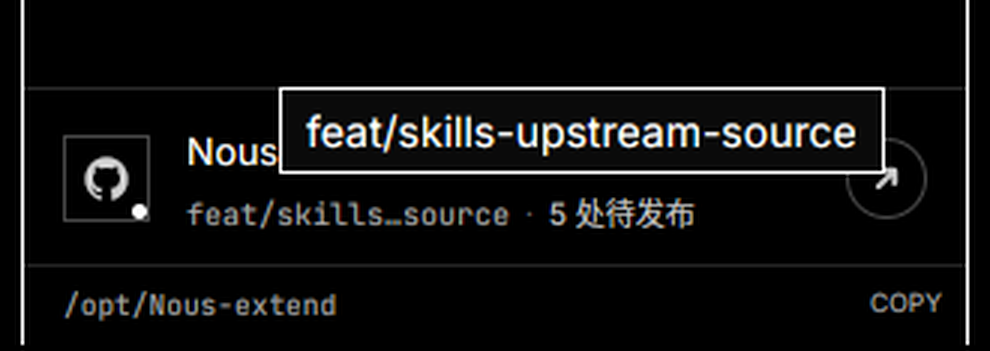 feat/skills-upstream-source
Nous
feat/skills…source · 5 处待发布
/opt/Nous-extend
COPY